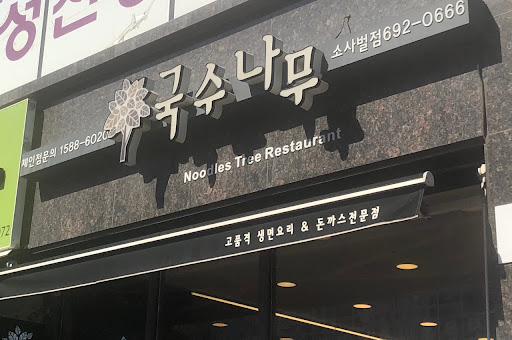 소사벌점692-0666
국수나무
체인점문의 1588-6020
Noodles Tree Restaurant
고품격 생면요리 & 돈까스전문점